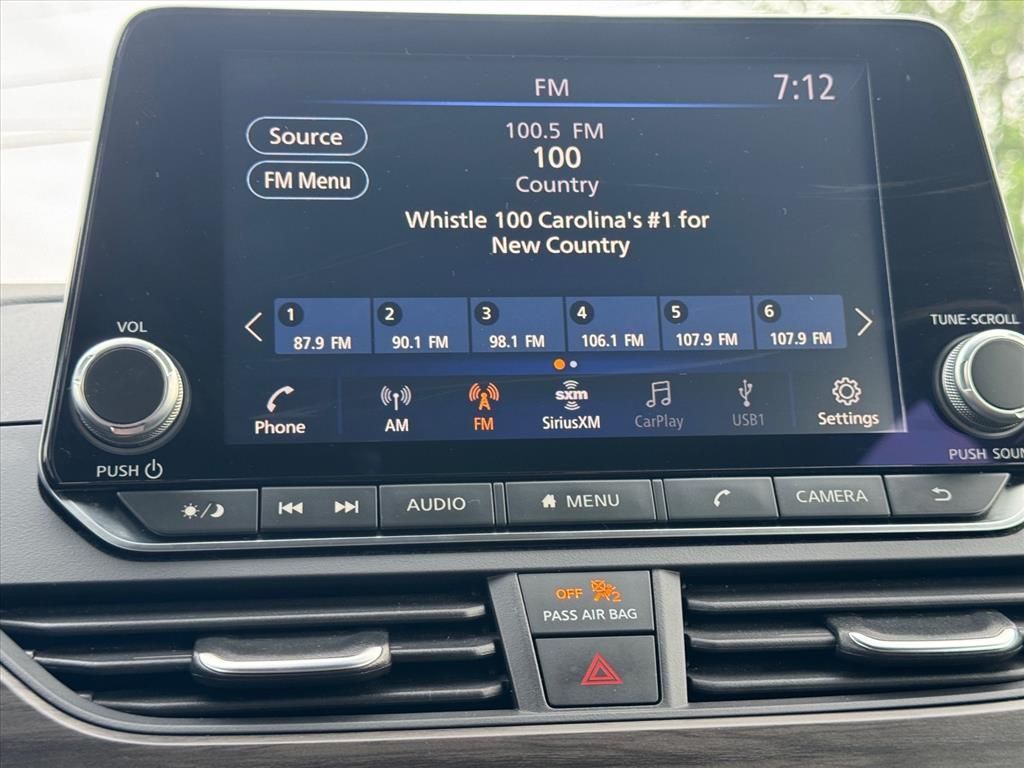 FM
7:12
Source
100.5 FM
100
FM Menu
Country
Whistle 100 Carolina's #1 for
New Country
1 2 3 4 5 6
87.9 FM 90.1 FM 98.1 FM 106.1 FM 107.9 FM 107.9 FM
VOL
TUNE·SCROLL
sxm
Phone AM FM SiriusXM CarPlay USB1 Settings
PUSH
PUSH SOUN
AUDIO MENU CAMERA
OFF 2
PASS AIR BAG